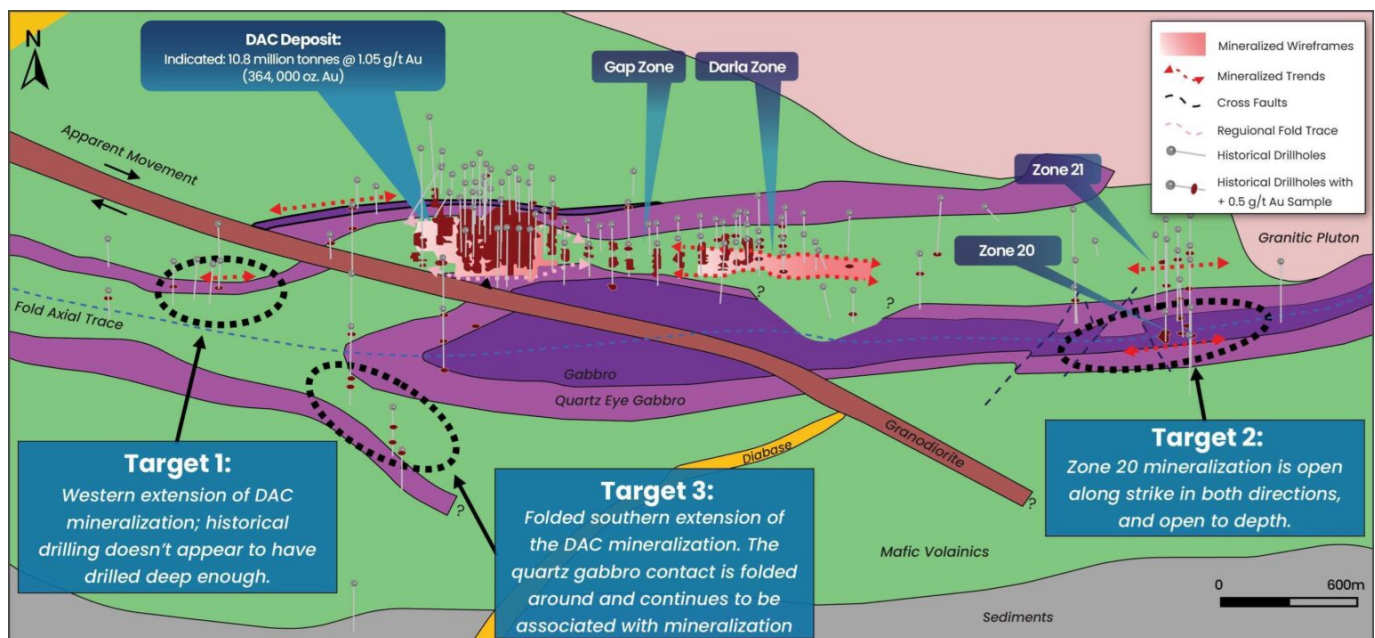 N
DAC Deposit:
Indicated: 10.8 million tonnes @ 1.05 g/t Au
(364, 000 oz. Au)
Gap Zone
Darla Zone
Mineralized Wireframes
Mineralized Trends
Cross Faults
Reguional Fold Trace
Historical Drillholes
Historical Drillholes with
+ 0.5 g/t Au Sample
Apparent Movement
Zone 21
Zone 20
Granitic Pluton
Fold Axial Trace
?
?
Gabbro
Quartz Eye Gabbro
Granodiorite
Diabase
?
?
Target 1:
Western extension of DAC
mineralization; historical
drilling doesn't appear to have
drilled deep enough.
Target 3:
Folded southern extension of
the DAC mineralization. The
quartz gabbro contact is folded
around and continues to be
associated with mineralization
Target 2:
Zone 20 mineralization is open
along strike in both directions,
and open to depth.
Mafic Volainics
Sediments
0 600m